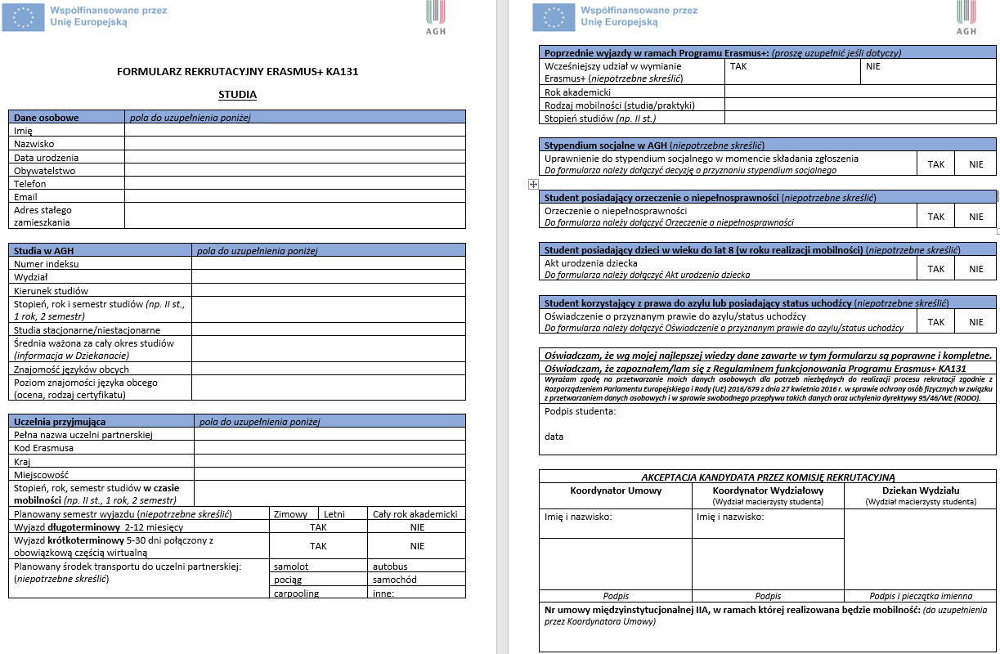 Współfinansowane przez
Unię Europejską
AGH
FORMULARZ REKRUTACYJNY ERASMUS+ KA131
STUDIA
Dane osobowe pola do uzupełnienia poniżej
Imię
Nazwisko
Data urodzenia
Obywatelstwo
Telefon
Email
Adres stałego
zamieszkania
Studia w AGH pola do uzupełnienia poniżej
Numer indeksu
Wydział
Kierunek studiów
Stopień, rok i semestr studiów (np. II st.,
1 rok, 2 semestr)
Studia stacjonarne/niestacjonarne
Średnia ważona za cały okres studiów
(informacja w Dziekanacie)
Znajomość języków obcych
Poziom znajomości języka obcego
(ocena, rodzaj certyfikatu)
Uczelnia przyjmująca pola do uzupełnienia poniżej
Pełna nazwa uczelni partnerskiej
Kod Erasmusa
Kraj
Miejscowość
Stopień, rok, semestr studiów w czasie
mobilności (np. II st., 1 rok, 2 semestr)
Planowany semestr wyjazdu (niepotrzebne skreślić) Zimowy Letni Cały rok akademicki
Wyjazd długoterminowy 2-12 miesięcy TAK NIE
Wyjazd krótkoterminowy 5-30 dni połączony z
obowiązkową częścią wirtualną TAK NIE
Planowany środek transportu do uczelni partnerskiej: samolot autobus
(niepotrzebne skreślić) pociąg samochód
carpooling inne:
Współfinansowane przez
Unię Europejską
AGH
Poprzednie wyjazdy w ramach Programu Erasmus+: (proszę uzupełnić jeśli dotyczy)
Wcześniejszy udział w wymianie TAK NIE
Erasmus+ (niepotrzebne skreślić)
Rok akademicki
Rodzaj mobilności (studia/praktyki)
Stopień studiów (np. II st.)
Stypendium socjalne w AGH (niepotrzebne skreślić)
Uprawnienie do stypendium socjalnego w momencie składania zgłoszenia TAK NIE
Do formularza należy dołączyć decyzję o przyznaniu stypendium socjalnego
Student posiadający orzeczenie o niepełnosprawności (niepotrzebne skreślić)
Orzeczenie o niepełnosprawności TAK NIE
Do formularza należy dołączyć Orzeczenie o niepełnosprawności
Student posiadający dzieci w wieku do lat 8 (w roku realizacji mobilności) (niepotrzebne skreślić)
Akt urodzenia dziecka TAK NIE
Do formularza należy dołączyć Akt urodzenia dziecka
Student korzystający z prawa do azylu lub posiadający status uchodźcy (niepotrzebne skreślić)
Oświadczenie o przyznanym prawie do azylu/status uchodźcy TAK NIE
Do formularza należy dołączyć Oświadczenie o przyznanym prawie do azylu/status uchodźcy
Oświadczam, że wg mojej najlepszej wiedzy dane zawarte w tym formularzu są poprawne i kompletne.
Oświadczam, że zapoznałem/łam się z Regulaminem funkcjonowania Programu Erasmus+ KA131
Wyrażam zgodę na przetwarzanie moich danych osobowych dla potrzeb niezbędnych do realizacji procesu rekrutacji zgodnie z
Rozporządzeniem Parlamentu Europejskiego i Rady (UE) 2016/679 z dnia 27 kwietnia 2016 r. w sprawie ochrony osób fizycznych w związku
z przetwarzaniem danych osobowych i w sprawie swobodnego przepływu takich danych oraz uchylenia dyrektywy 95/46/WE (RODO).
Podpis studenta:
data
AKCEPTACJA KANDYDATA PRZEZ KOMISJĘ REKRUTACYJNĄ
Koordynator Umowy Koordynator Wydziałowy Dziekan Wydziału
(Wydział macierzysty studenta) (Wydział macierzysty studenta)
Imię i nazwisko: Imię i nazwisko:
Podpis Podpis Podpis i pieczątka imienna
Nr umowy międzyinstytucjonalnej IIA, w ramach której realizowana będzie mobilność: (do uzupełnienia
przez Koordynatora Umowy)